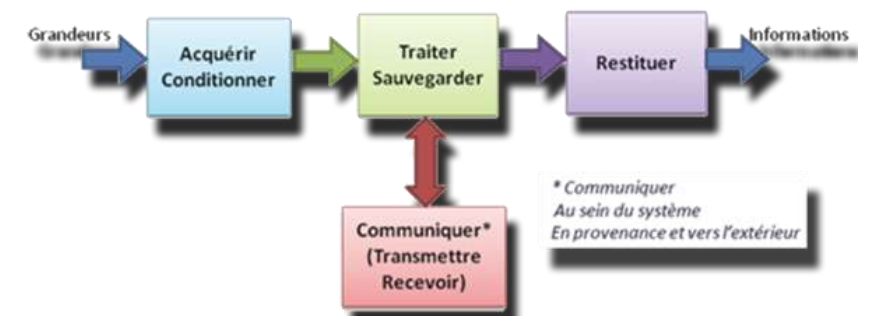 Grandeurs
Acquérir
Conditionner
Traiter
Sauvegarder
Restituer
Informations
Communiquer*
(Transmettre
Recevoir)
* Communiquer
Au sein du système
En provenance et vers l'extérieur